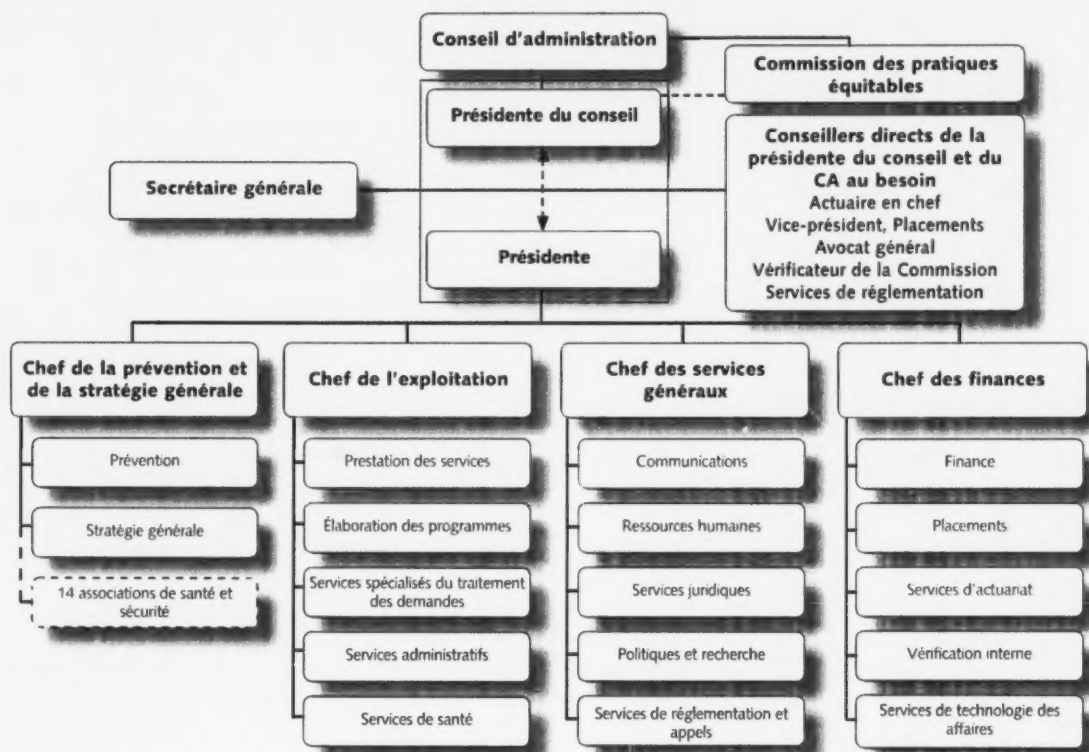 Conseil d'administration
Commission des pratiques
équitables
Présidente du conseil
Conseillers directs de la
présidente du conseil et du
CA au besoin
Actuaire en chef
Vice-président, Placements
Avocat général
Vérificateur de la Commission
Services de réglementation
Secrétaire générale
Présidente
Chef de la prévention et
de la stratégie générale
Prévention
Stratégie générale
14 associations de santé et
sécurité
Chef de l'exploitation
Prestation des services
Élaboration des programmes
Services spécialisés du traitement
des demandes
Services administratifs
Services de santé
Chef des services
généraux
Communications
Ressources humaines
Services juridiques
Politiques et recherche
Services de réglementation et
appels
Chef des finances
Finance
Placements
Services d'actuariat
Vérification interne
Services de technologie des
affaires